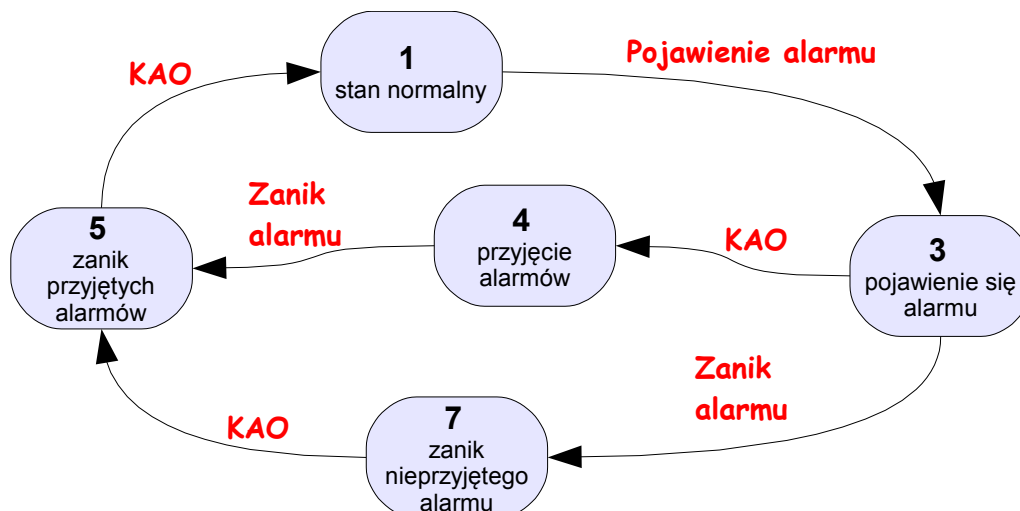 1
stan normalny
Pojawienie alarmu
KAO
Zanik
alarmu
4
przyjęcie
alarmów
KAO
3
pojawienie się
alarmu
5
zanik
przyjętych
alarmów
Zanik
alarmu
KAO
7
zanik
nieprzyjętego
alarmu